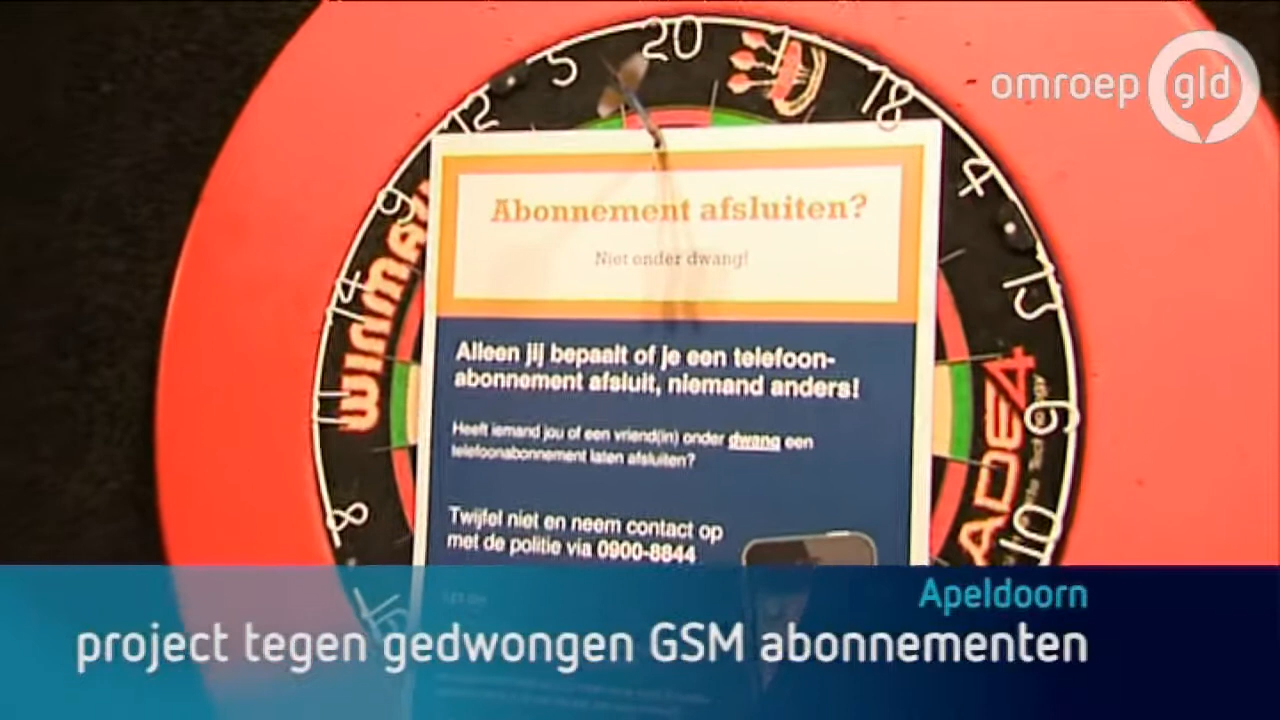 omroep gld
20
5
18
12
4
9
13
14
WINMAU
BLADE4
6
8
10
Abonnement afsluiten?
Niet onder dwang!
Alleen jij bepaalt of je een telefoon-
abonnement afsluit, niemand anders!
Heeft iemand jou of een vriend(in) onder dwang een
telefoonabonnement laten afsluiten?
Twijfel niet en neem contact op
met de politie via 0900-8844
Apeldoorn
project tegen gedwongen GSM abonnementen